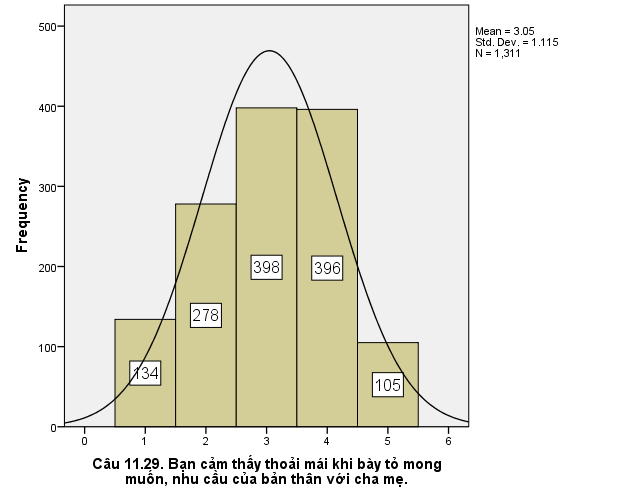 Mean = 3.05
Std. Dev. = 1.115
N = 1,311
500
400
300
200
100
0
Frequency
134
278
398
396
105
0 1 2 3 4 5 6
Câu 11.29. Bạn cảm thấy thoải mái khi bày tỏ mong
muốn, nhu cầu của bản thân với cha mẹ.